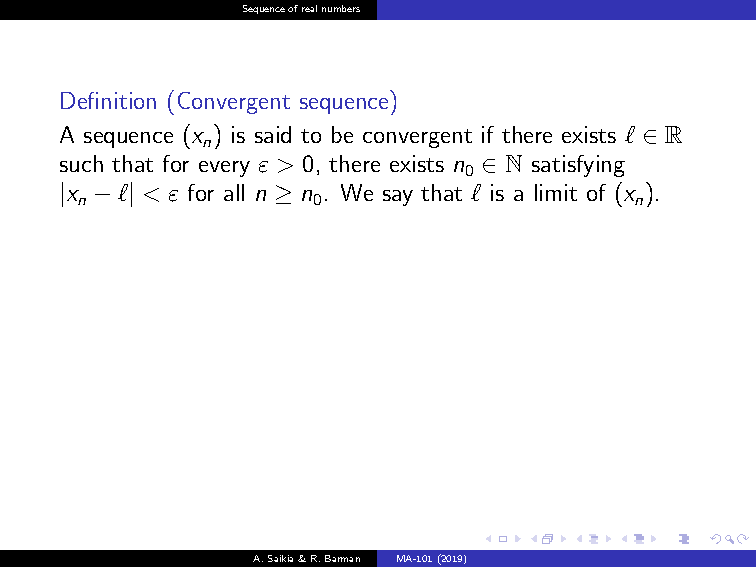 Sequence of real numbers
Definition (Convergent sequence)
A sequence (xₙ) is said to be convergent if there exists ℓ ∈ ℝ
such that for every ε > 0, there exists n₀ ∈ ℕ satisfying
|xₙ − ℓ| < ε for all n ≥ n₀. We say that ℓ is a limit of (xₙ).
A. Saikia & R. Barman MA-101 (2019)